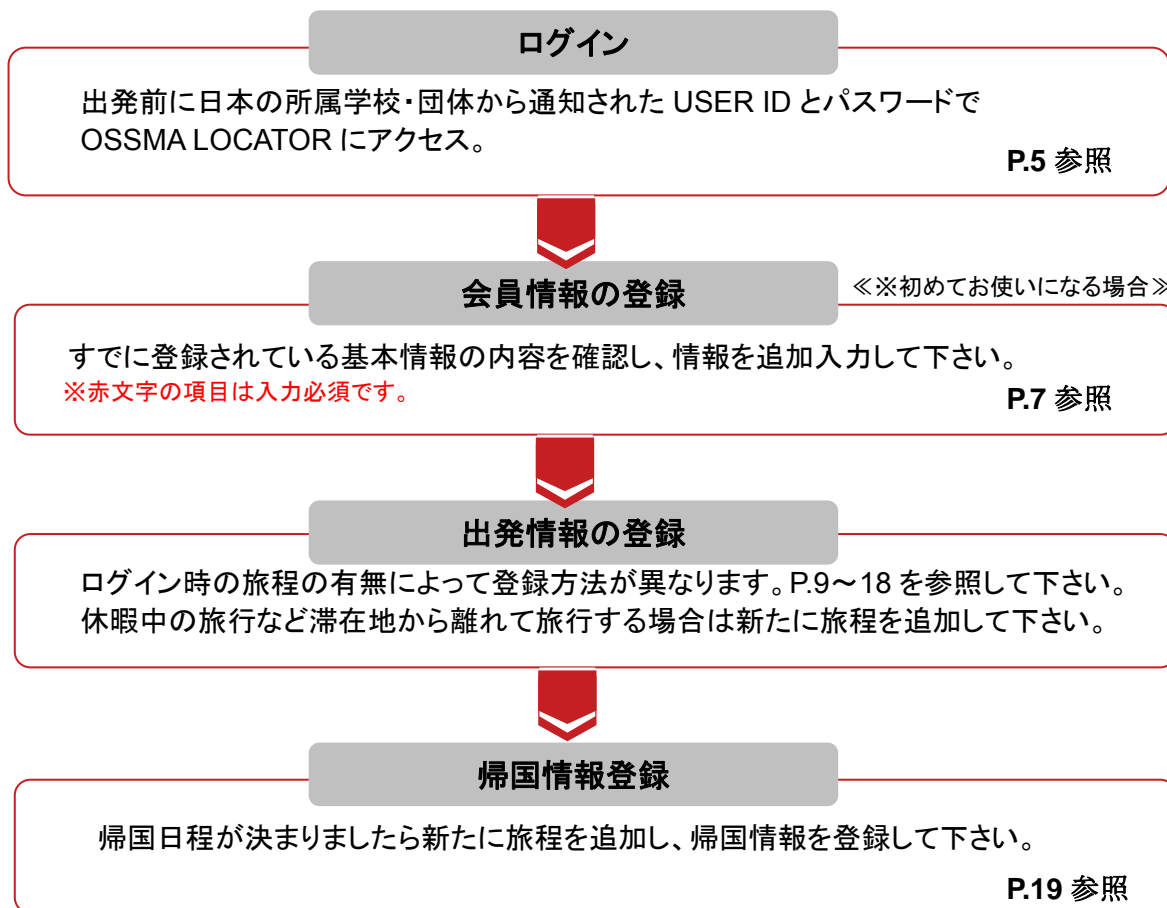 ログイン
出発前に日本の所属学校・団体から通知された USER ID とパスワードで
OSSMA LOCATOR にアクセス。
P.5 参照
会員情報の登録
≪※初めてお使いになる場合≫
すでに登録されている基本情報の内容を確認し、情報を追加入力して下さい。
※赤文字の項目は入力必須です。
P.7 参照
出発情報の登録
ログイン時の旅程の有無によって登録方法が異なります。P.9～18 を参照して下さい。
休暇中の旅行など滞在地から離れて旅行する場合は新たに旅程を追加して下さい。
帰国情報登録
帰国日程が決まりましたら新たに旅程を追加し、帰国情報を登録して下さい。
P.19 参照